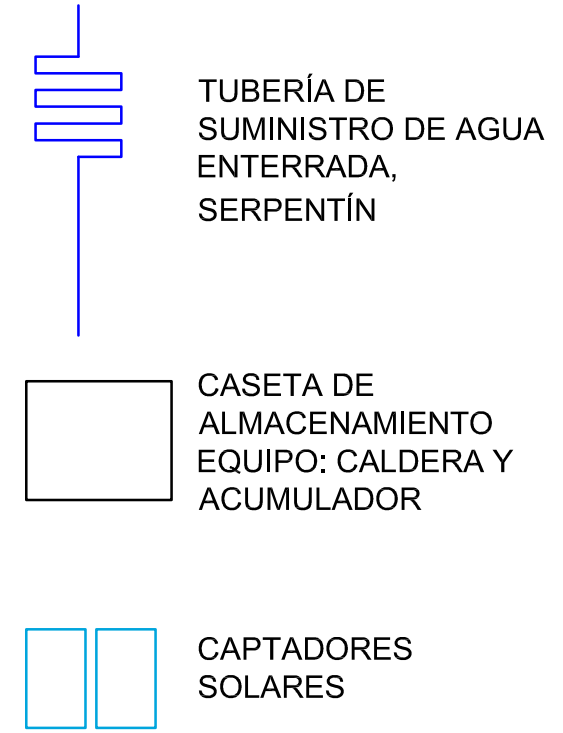 TUBERÍA DE
SUMINISTRO DE AGUA
ENTERRADA,
SERPENTÍN
CASETA DE
ALMACENAMIENTO
EQUIPO: CALDERA Y
ACUMULADOR
CAPTADORES
SOLARES